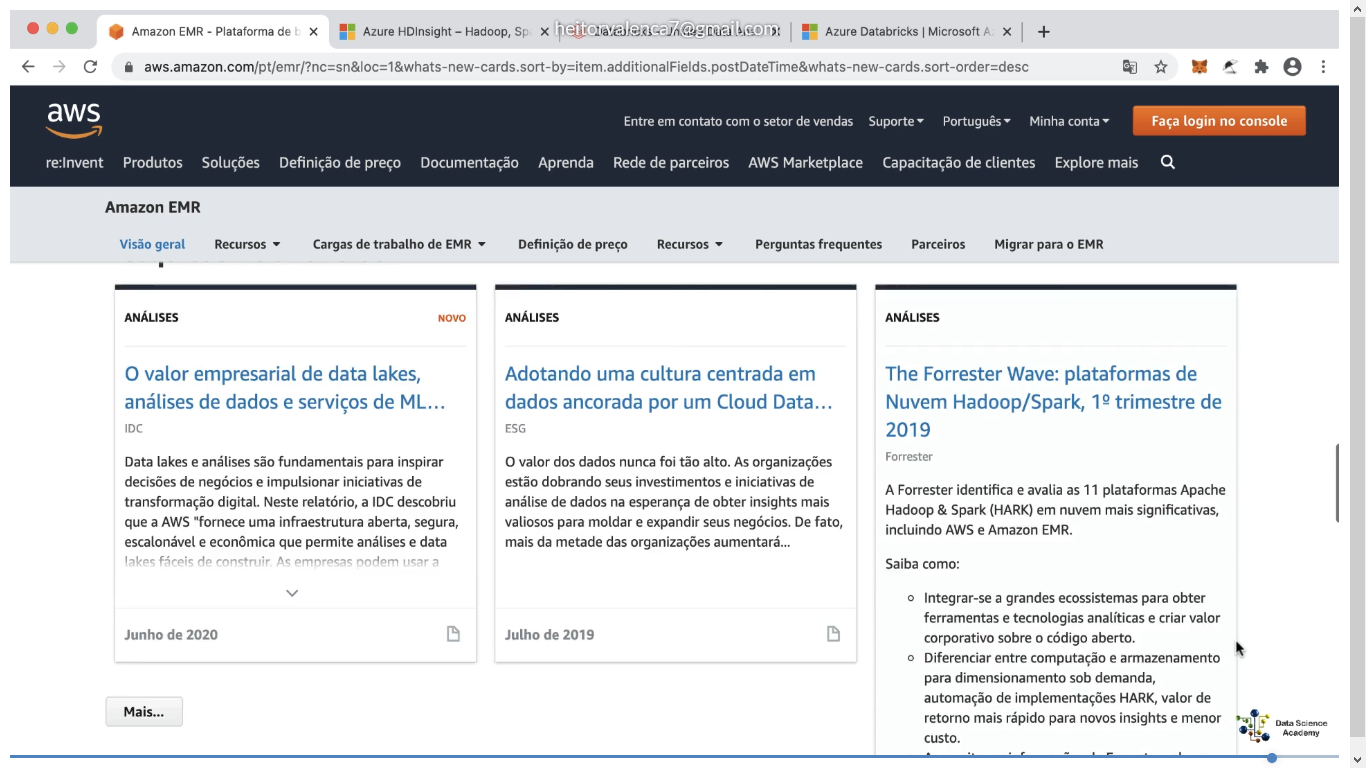 Amazon EMR - Plataforma de b
Azure HDInsight – Hadoop, Sp
heitorvalenca7@gmail.com
Azure Databricks | Microsoft A
aws.amazon.com/pt/emr/?nc=sn&loc=1&whats-new-cards.sort-by=item.additionalFields.postDateTime&whats-new-cards.sort-order=desc
aws
Entre em contato com o setor de vendas
Suporte
Português
Minha conta
Faça login no console
re:Invent
Produtos
Soluções
Definição de preço
Documentação
Aprenda
Rede de parceiros
AWS Marketplace
Capacitação de clientes
Explore mais
Amazon EMR
Visão geral
Recursos
Cargas de trabalho de EMR
Definição de preço
Recursos
Perguntas frequentes
Parceiros
Migrar para o EMR
ANÁLISES
NOVO
O valor empresarial de data lakes,
análises de dados e serviços de ML...
IDC
Data lakes e análises são fundamentais para inspirar
decisões de negócios e impulsionar iniciativas de
transformação digital. Neste relatório, a IDC descobriu
que a AWS "fornece uma infraestrutura aberta, segura,
escalonável e econômica que permite análises e data
lakes fáceis de construir. As empresas podem usar a
Junho de 2020
ANÁLISES
Adotando uma cultura centrada em
dados ancorada por um Cloud Data...
ESG
O valor dos dados nunca foi tão alto. As organizações
estão dobrando seus investimentos e iniciativas de
análise de dados na esperança de obter insights mais
valiosos para moldar e expandir seus negócios. De fato,
mais da metade das organizações aumentará...
Julho de 2019
ANÁLISES
The Forrester Wave: plataformas de
Nuvem Hadoop/Spark, 1º trimestre de
2019
Forrester
A Forrester identifica e avalia as 11 plataformas Apache
Hadoop & Spark (HARK) em nuvem mais significativas,
incluindo AWS e Amazon EMR.
Saiba como:
Integrar-se a grandes ecossistemas para obter
ferramentas e tecnologias analíticas e criar valor
corporativo sobre o código aberto.
Diferenciar entre computação e armazenamento
para dimensionamento sob demanda,
automação de implementações HARK, valor de
retorno mais rápido para novos insights e menor
custo.
Mais...
Data Science
Academy